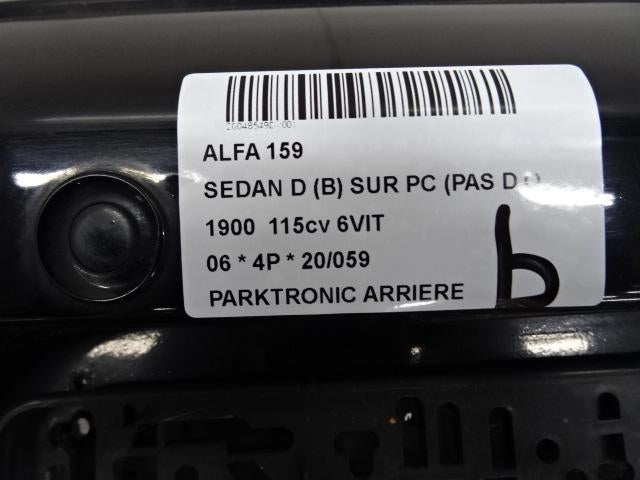 ALFA 159
SEDAN D (B) SUR PC (PAS D O
1900 115cv 6VIT
06 * 4P * 20/059
PARKTRONIC ARRIERE
b